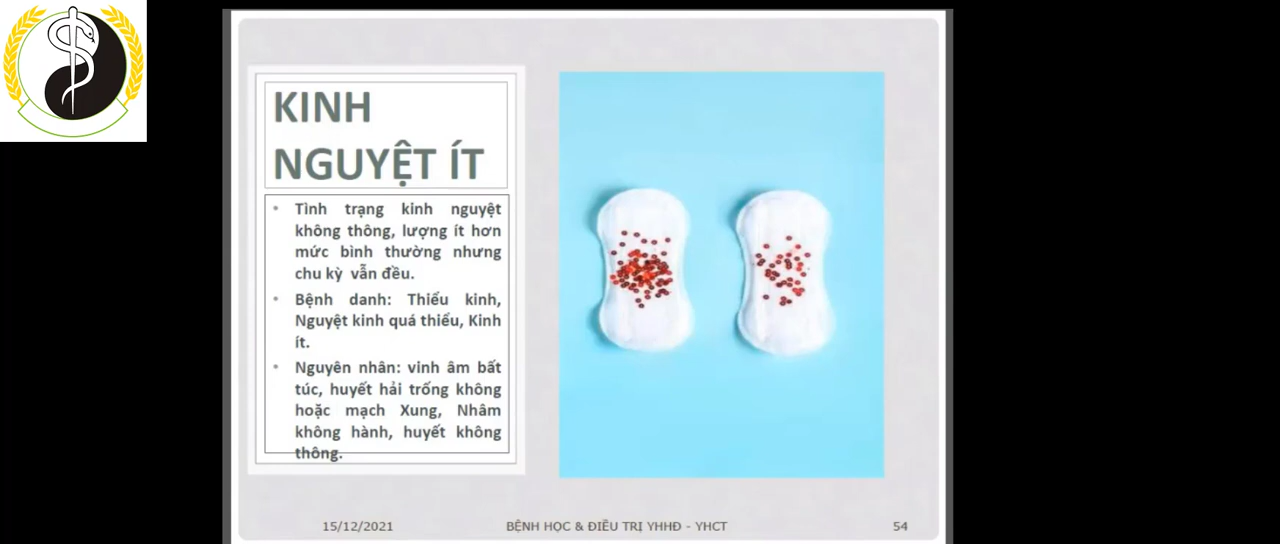 KINH
NGUYỆT ÍT
• Tình trạng kinh nguyệt
không thông, lượng ít hơn
mức bình thường nhưng
chu kỳ vẫn đều.
• Bệnh danh: Thiểu kinh,
Nguyệt kinh quá thiểu, Kinh
ít.
• Nguyên nhân: vinh âm bất
túc, huyết hải trống không
hoặc mạch Xung, Nhâm
không hành, huyết không
thông.
15/12/2021 BỆNH HỌC & ĐIỀU TRỊ YHHĐ - YHCT 54